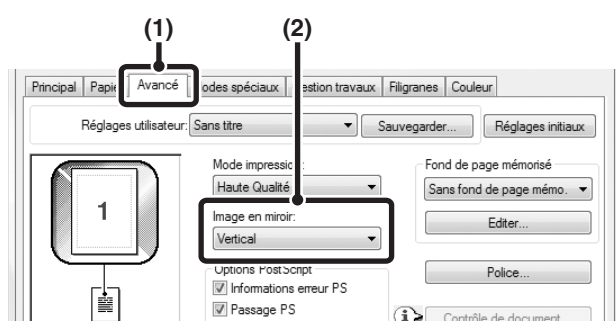 (1) (2)
Principal Papie Avancé odes spéciaux estion travaux Filigranes Couleur
Réglages utilisateur: Sans titre Sauvegarder... Réglages initiaux
Mode impression: Fond de page mémorisé
Haute Qualité Sans fond de page mémo.
1
Image en miroir: Editer...
Vertical
Options PostScript Police...
Informations erreur PS
Passage PS
Contrôle de document